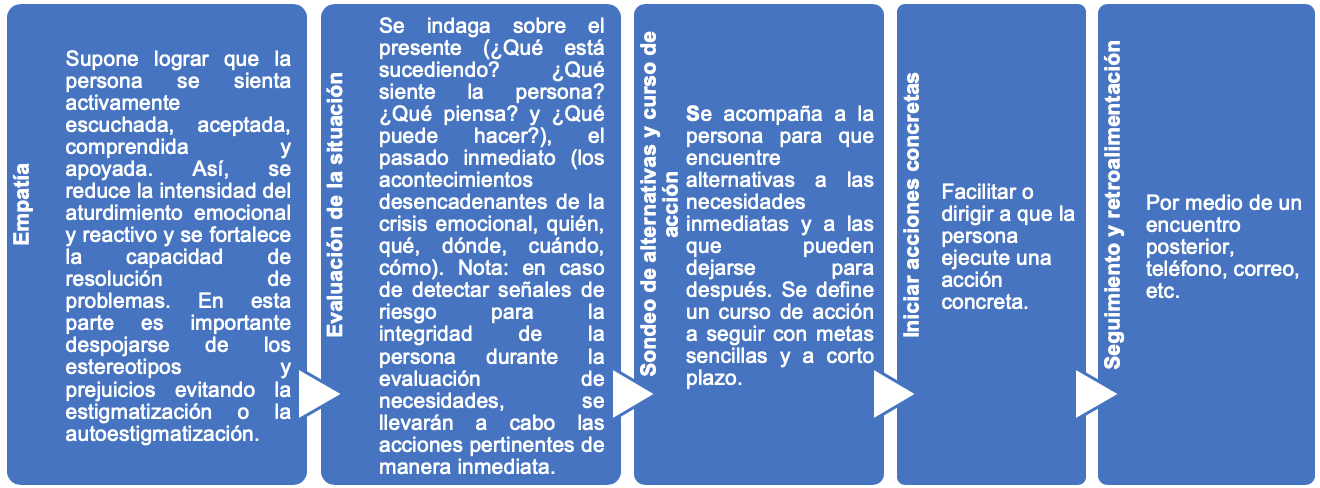 Empatía
Supone lograr que la
persona se sienta
activamente
escuchada, aceptada,
comprendida y
apoyada. Así, se
reduce la intensidad del
aturdimiento emocional
y reactivo y se fortalece
la capacidad de
resolución de
problemas. En esta
parte es importante
despojarse de los
estereotipos y
prejuicios evitando la
estigmatización o la
autoestigmatización.
Evaluación de la situación
Se indaga sobre el
presente (¿Qué está
sucediendo? ¿Qué
siente la persona?
¿Qué piensa? y ¿Qué
puede hacer?), el
pasado inmediato (los
acontecimientos
desencadenantes de la
crisis emocional, quién,
qué, dónde, cuándo,
cómo). Nota: en caso
de detectar señales de
riesgo para la
integridad de la
persona durante la
evaluación de
necesidades, se
llevarán a cabo las
acciones pertinentes de
manera inmediata.
Sondeo de alternativas y curso de
acción
Se acompaña a la
persona para que
encuentre
alternativas a las
necesidades
inmediatas y a las
que pueden
dejarse para
después. Se define
un curso de acción
a seguir con metas
sencillas y a corto
plazo.
Iniciar acciones concretas
Facilitar o
dirigir a que la
persona
ejecute una
acción
concreta.
Seguimiento y retroalimentación
Por medio de un
encuentro
posterior,
teléfono, correo,
etc.